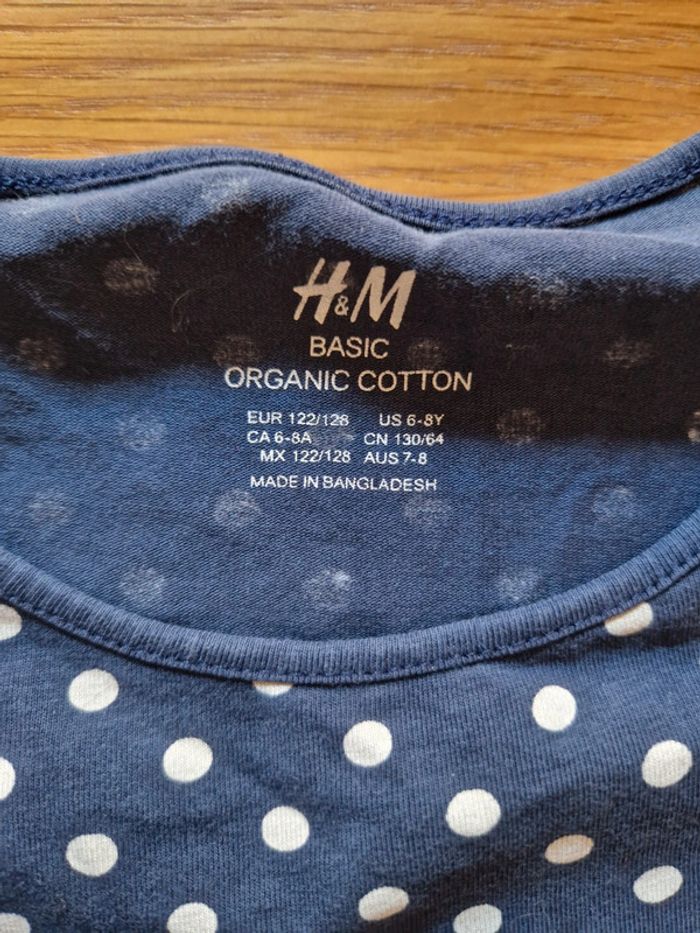 H&M
BASIC
ORGANIC COTTON
EUR 122/128 US 6-8Y
CA 6-8A CN 130/64
MX 122/128 AUS 7-8
MADE IN BANGLADESH